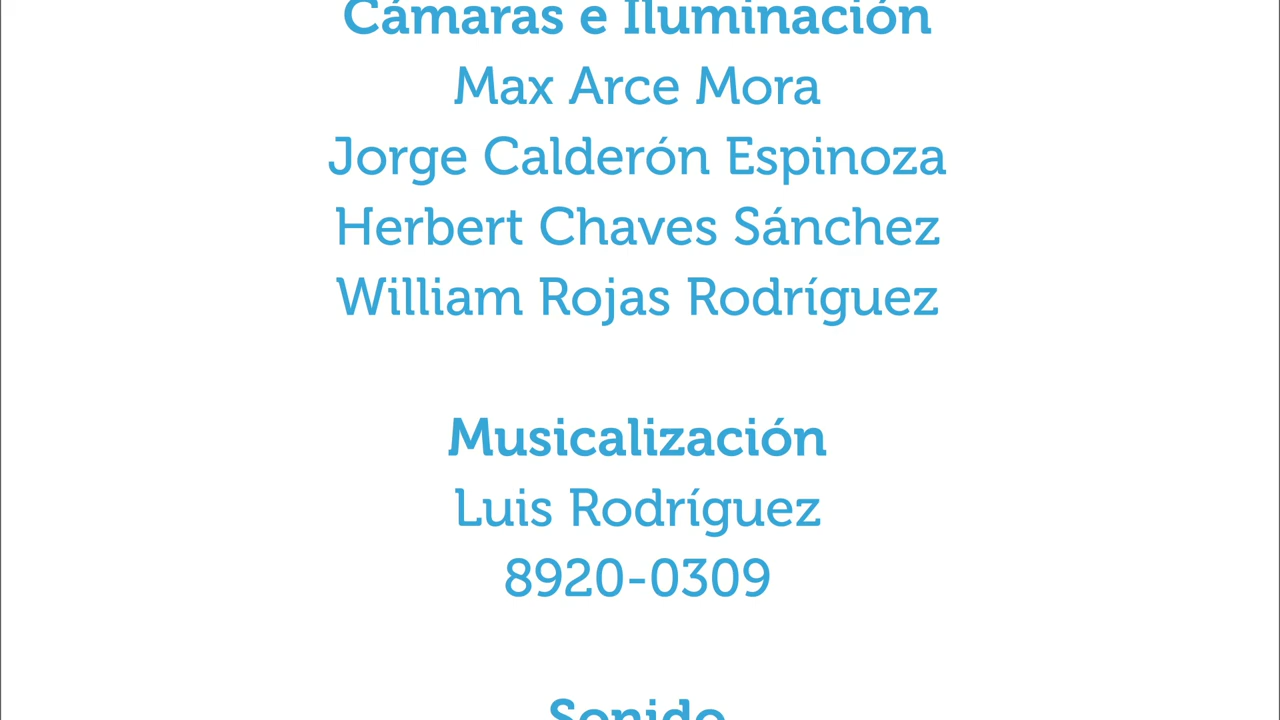 Cámaras e Iluminación
Max Arce Mora
Jorge Calderón Espinoza
Herbert Chaves Sánchez
William Rojas Rodríguez
Musicalización
Luis Rodríguez
8920-0309
Sonido